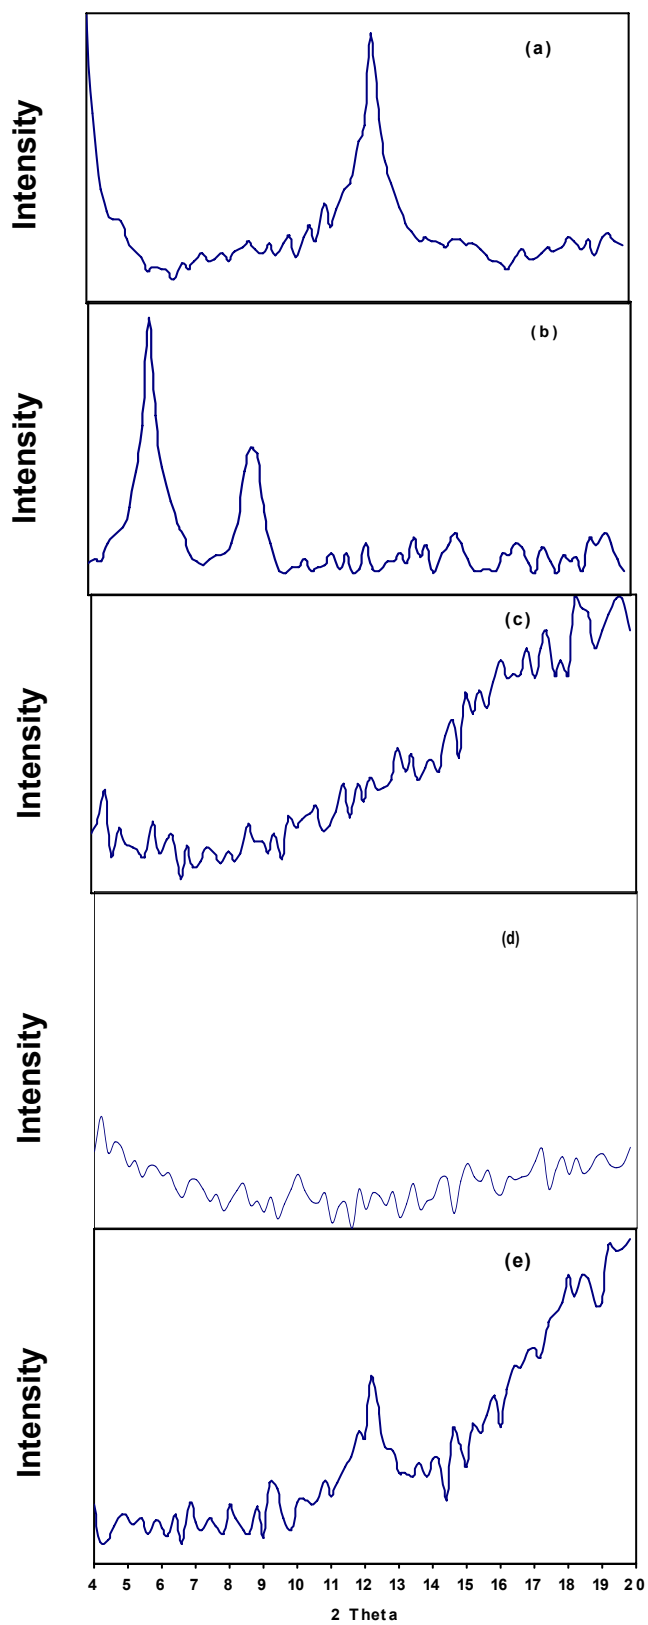 (a)
Intensity
(b)
Intensity
(c)
Intensity
(d)
Intensity
(e)
Intensity
4 5 6 7 8 9 10 11 12 13 14 15 16 17 18 19 20
2 Theta